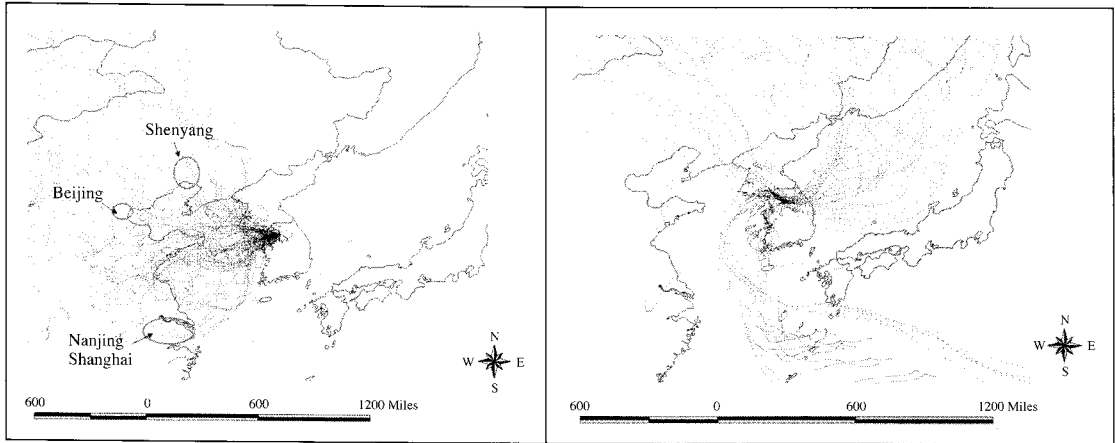 Shenyang
Beijing
Nanjing
Shanghai
N
W E
S
600 0 600 1200 Miles
N
W E
S
600 0 600 1200 Miles